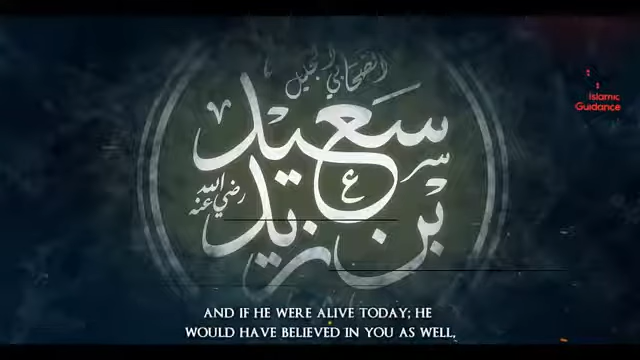 الصحابي الجليل
سعيد
بن زيد
رضي الله عنه
Islamic
Guidance
AND IF HE WERE ALIVE TODAY; HE
WOULD HAVE BELIEVED IN YOU AS WELL,